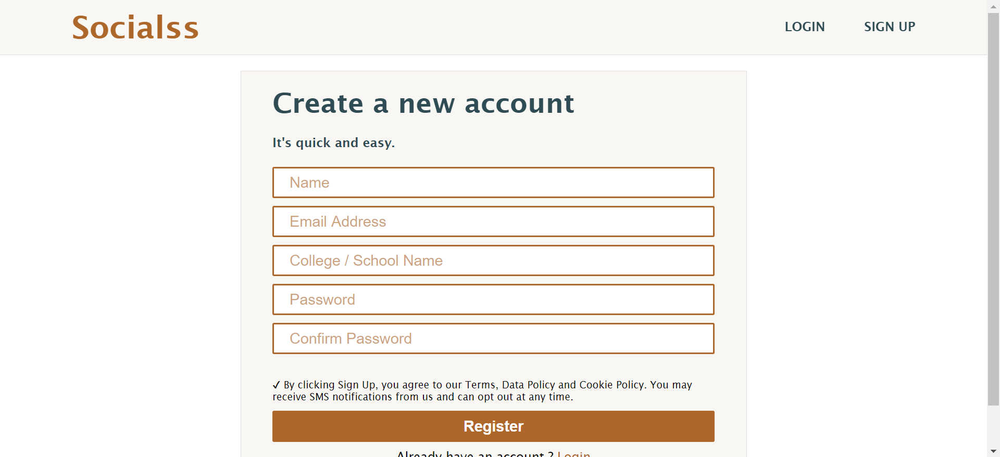 Socialss
LOGIN
SIGN UP
Create a new account
It's quick and easy.
Name
Email Address
College / School Name
Password
Confirm Password
✓ By clicking Sign Up, you agree to our Terms, Data Policy and Cookie Policy. You may
receive SMS notifications from us and can opt out at any time.
Register
Already have an account ? Login